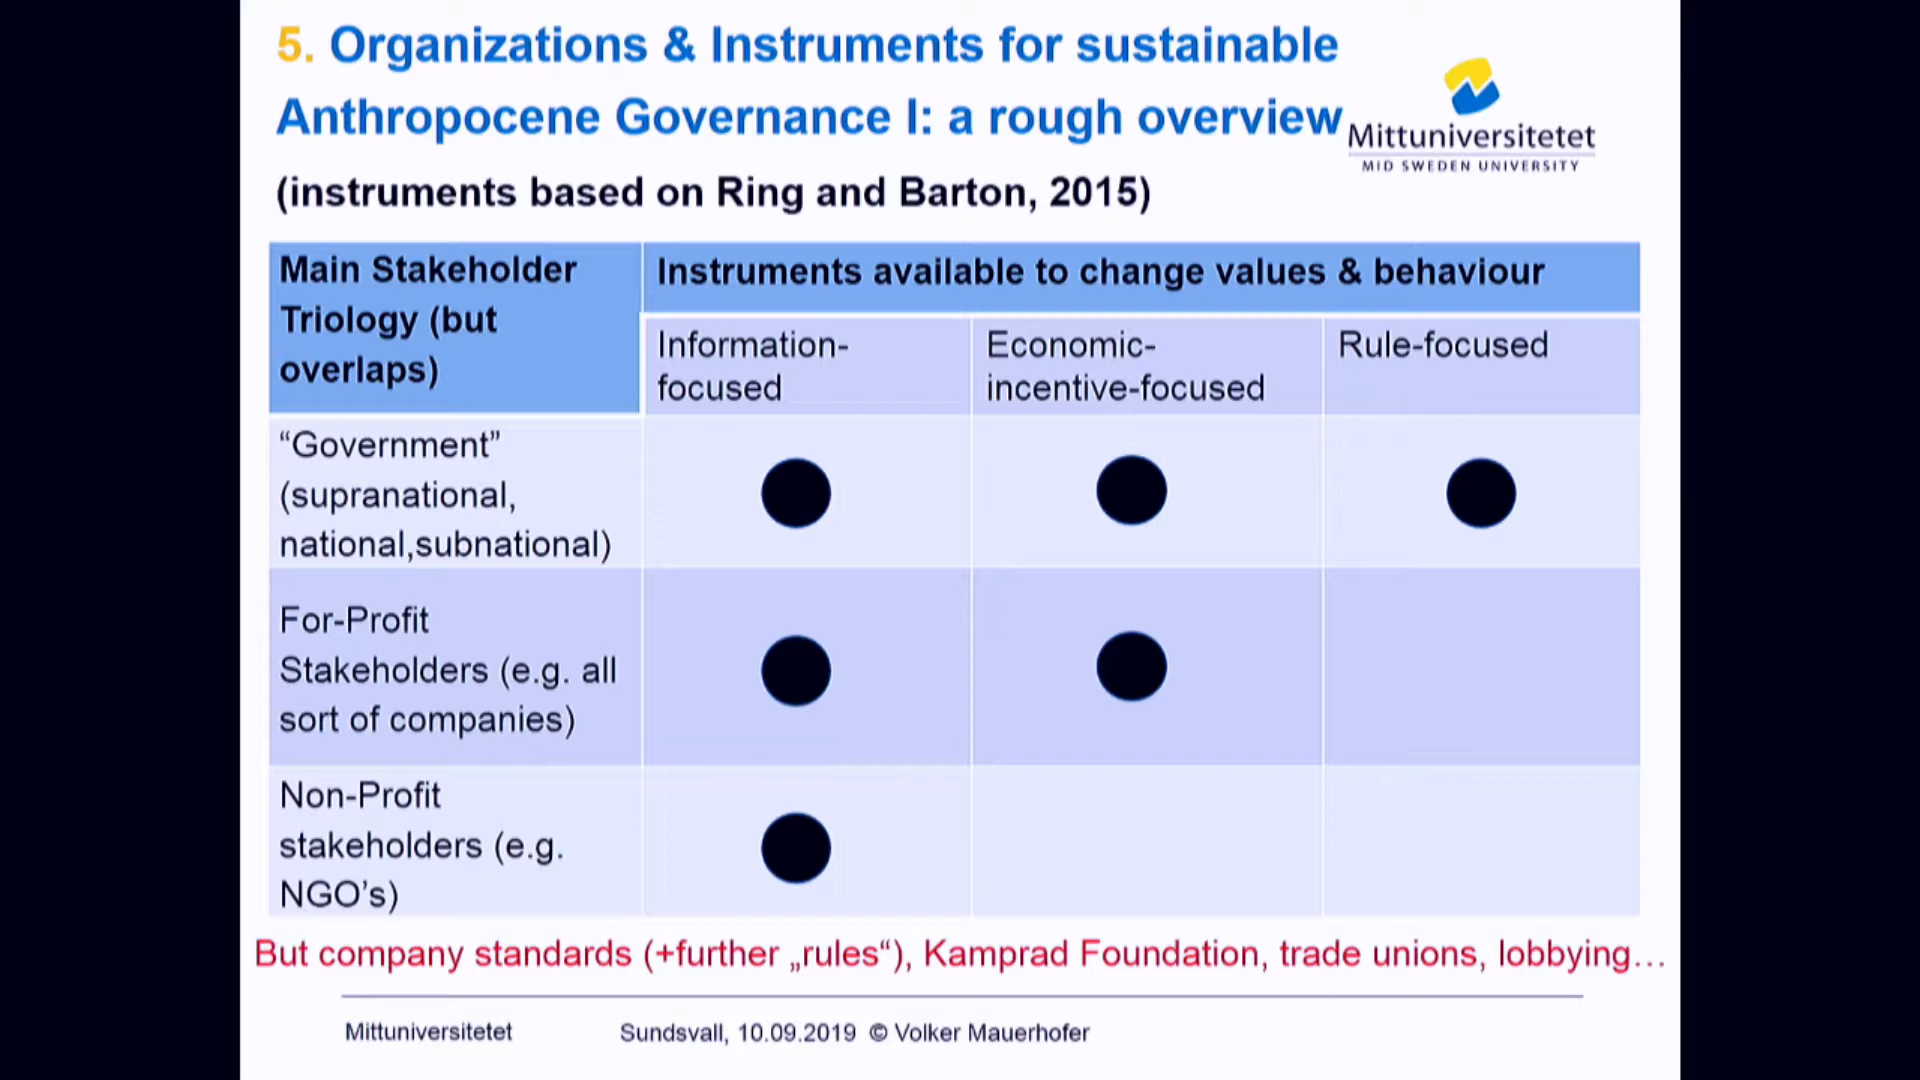 5. Organizations & Instruments for sustainable
Anthropocene Governance I: a rough overview
(instruments based on Ring and Barton, 2015)
Mittuniversitetet
MID SWEDEN UNIVERSITY
Main Stakeholder
Triology (but
overlaps)
Instruments available to change values & behaviour
Information-
focused
Economic-
incentive-focused
Rule-focused
“Government”
(supranational,
national,subnational)
For-Profit
Stakeholders (e.g. all
sort of companies)
Non-Profit
stakeholders (e.g.
NGO’s)
But company standards (+further „rules“), Kamprad Foundation, trade unions, lobbying…
Mittuniversitetet
Sundsvall, 10.09.2019 © Volker Mauerhofer